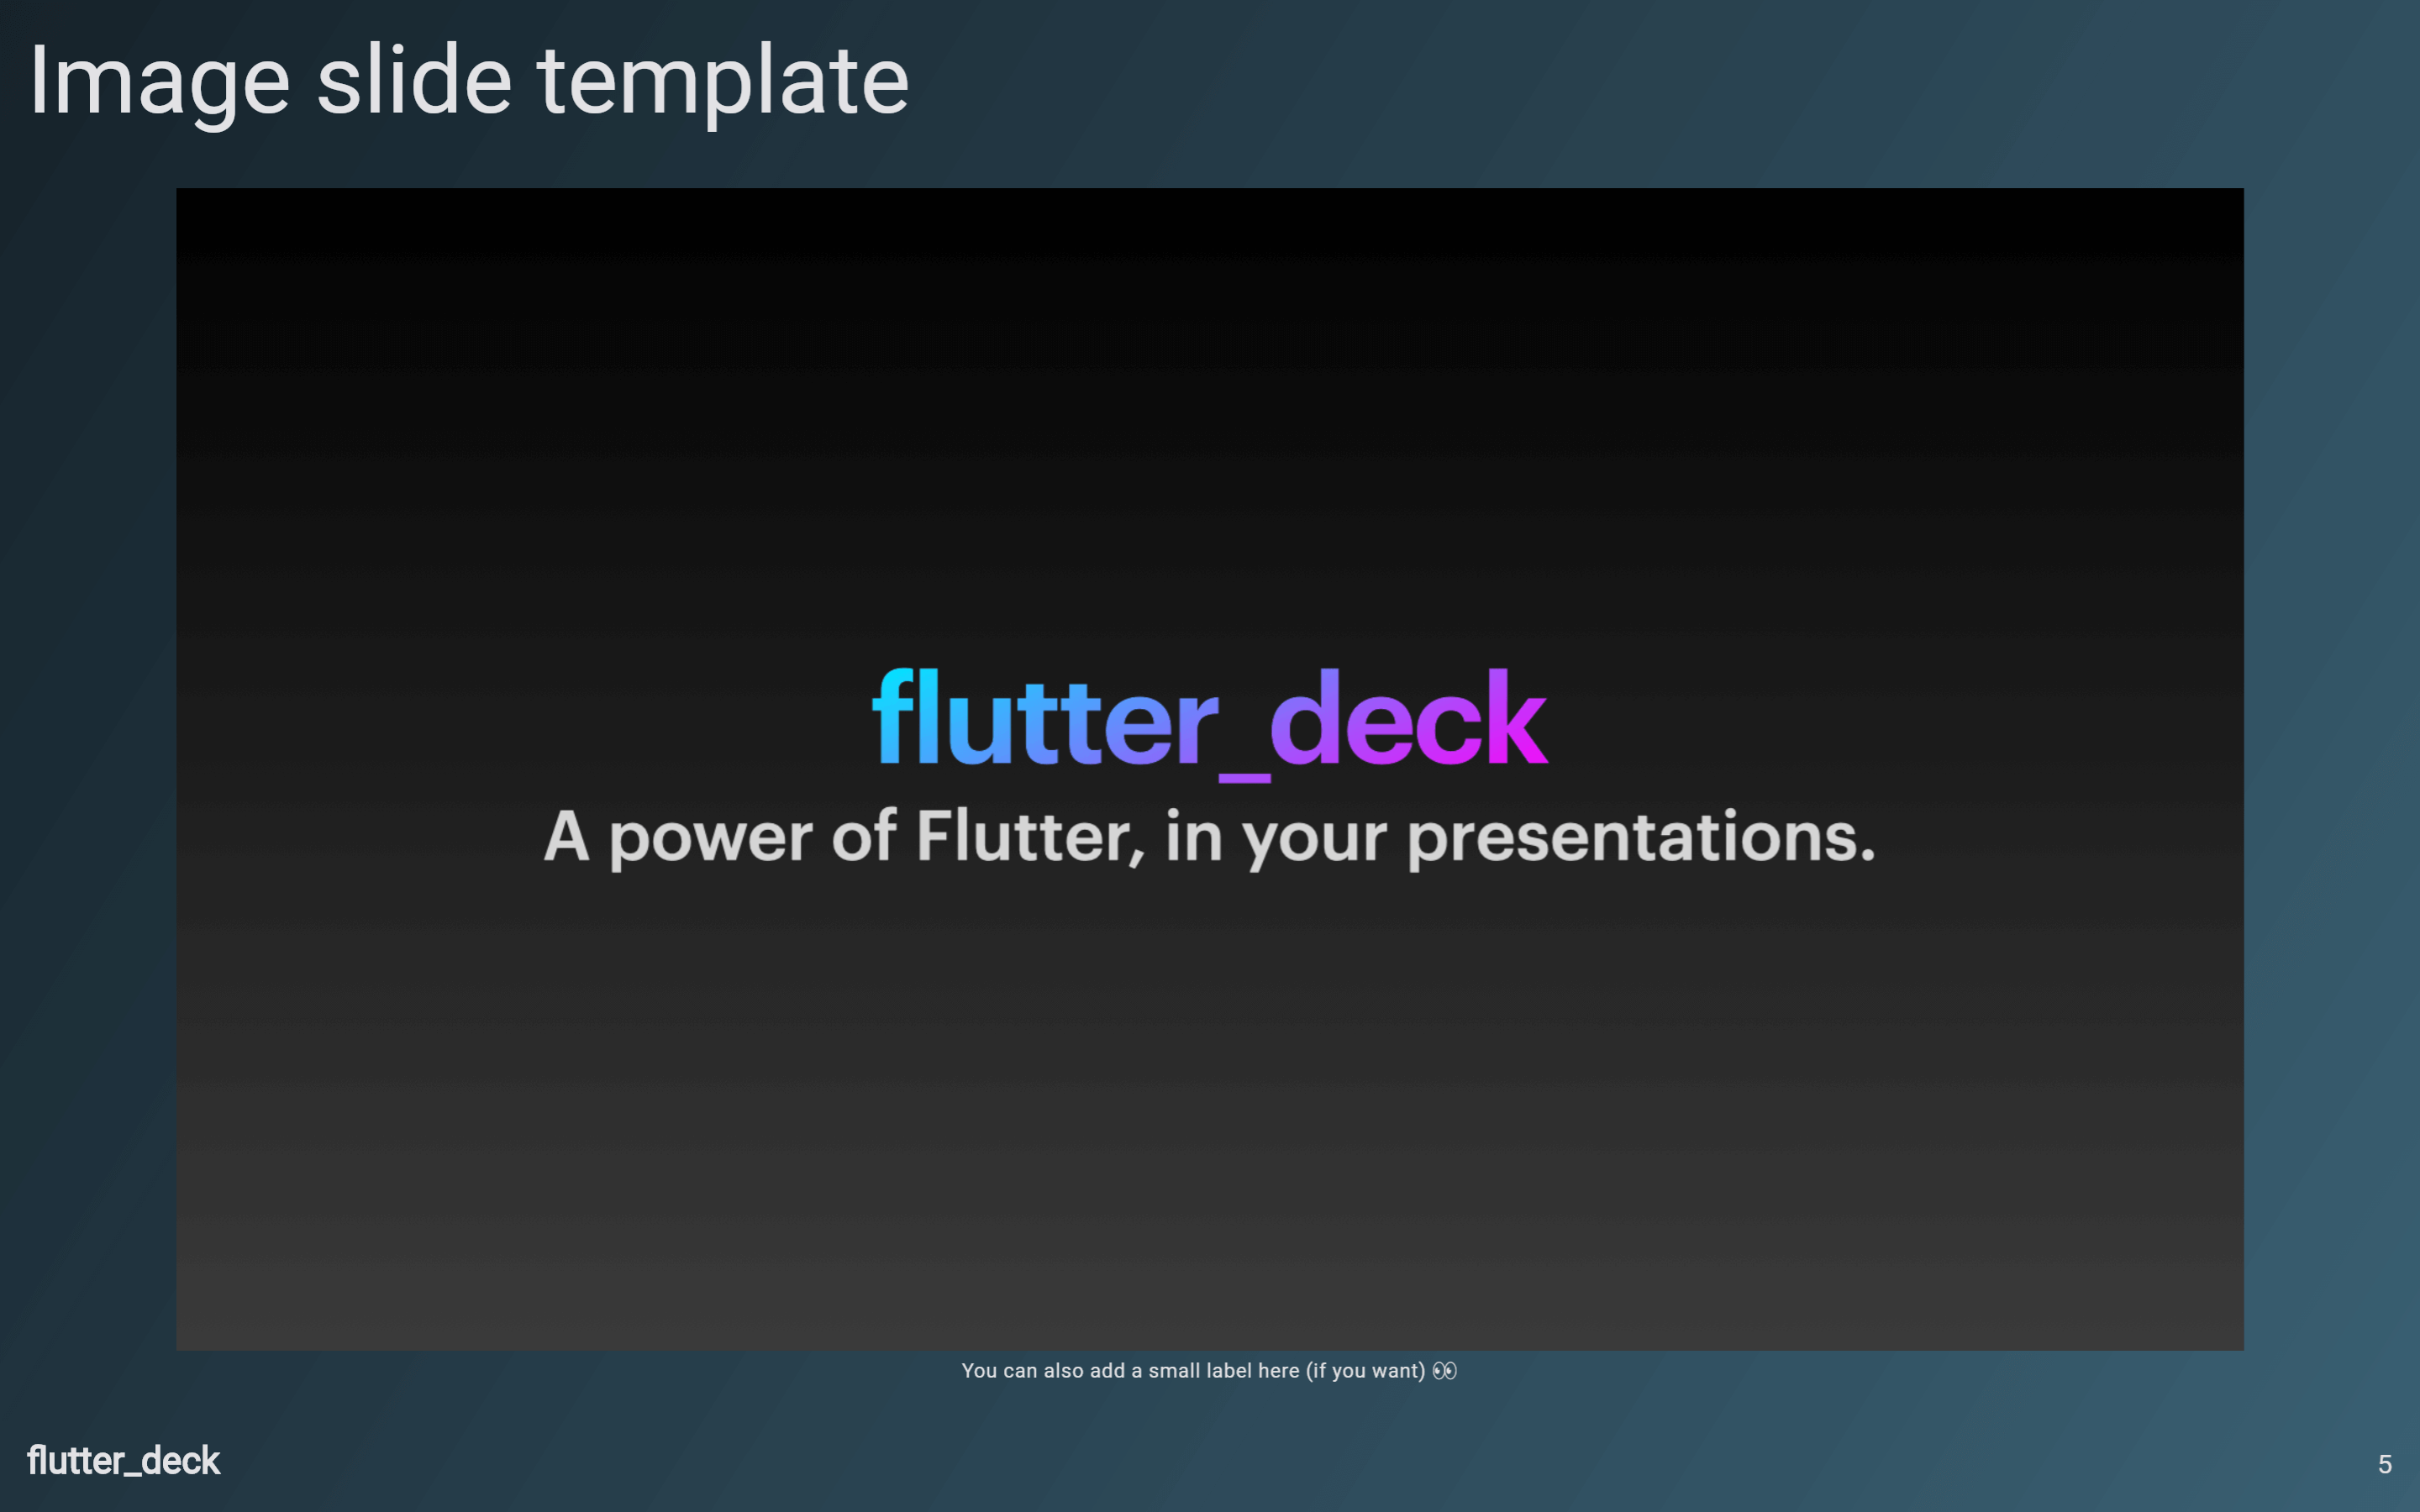 Image slide template
flutter_deck
A power of Flutter, in your presentations.
You can also add a small label here (if you want) 👀
flutter_deck
5